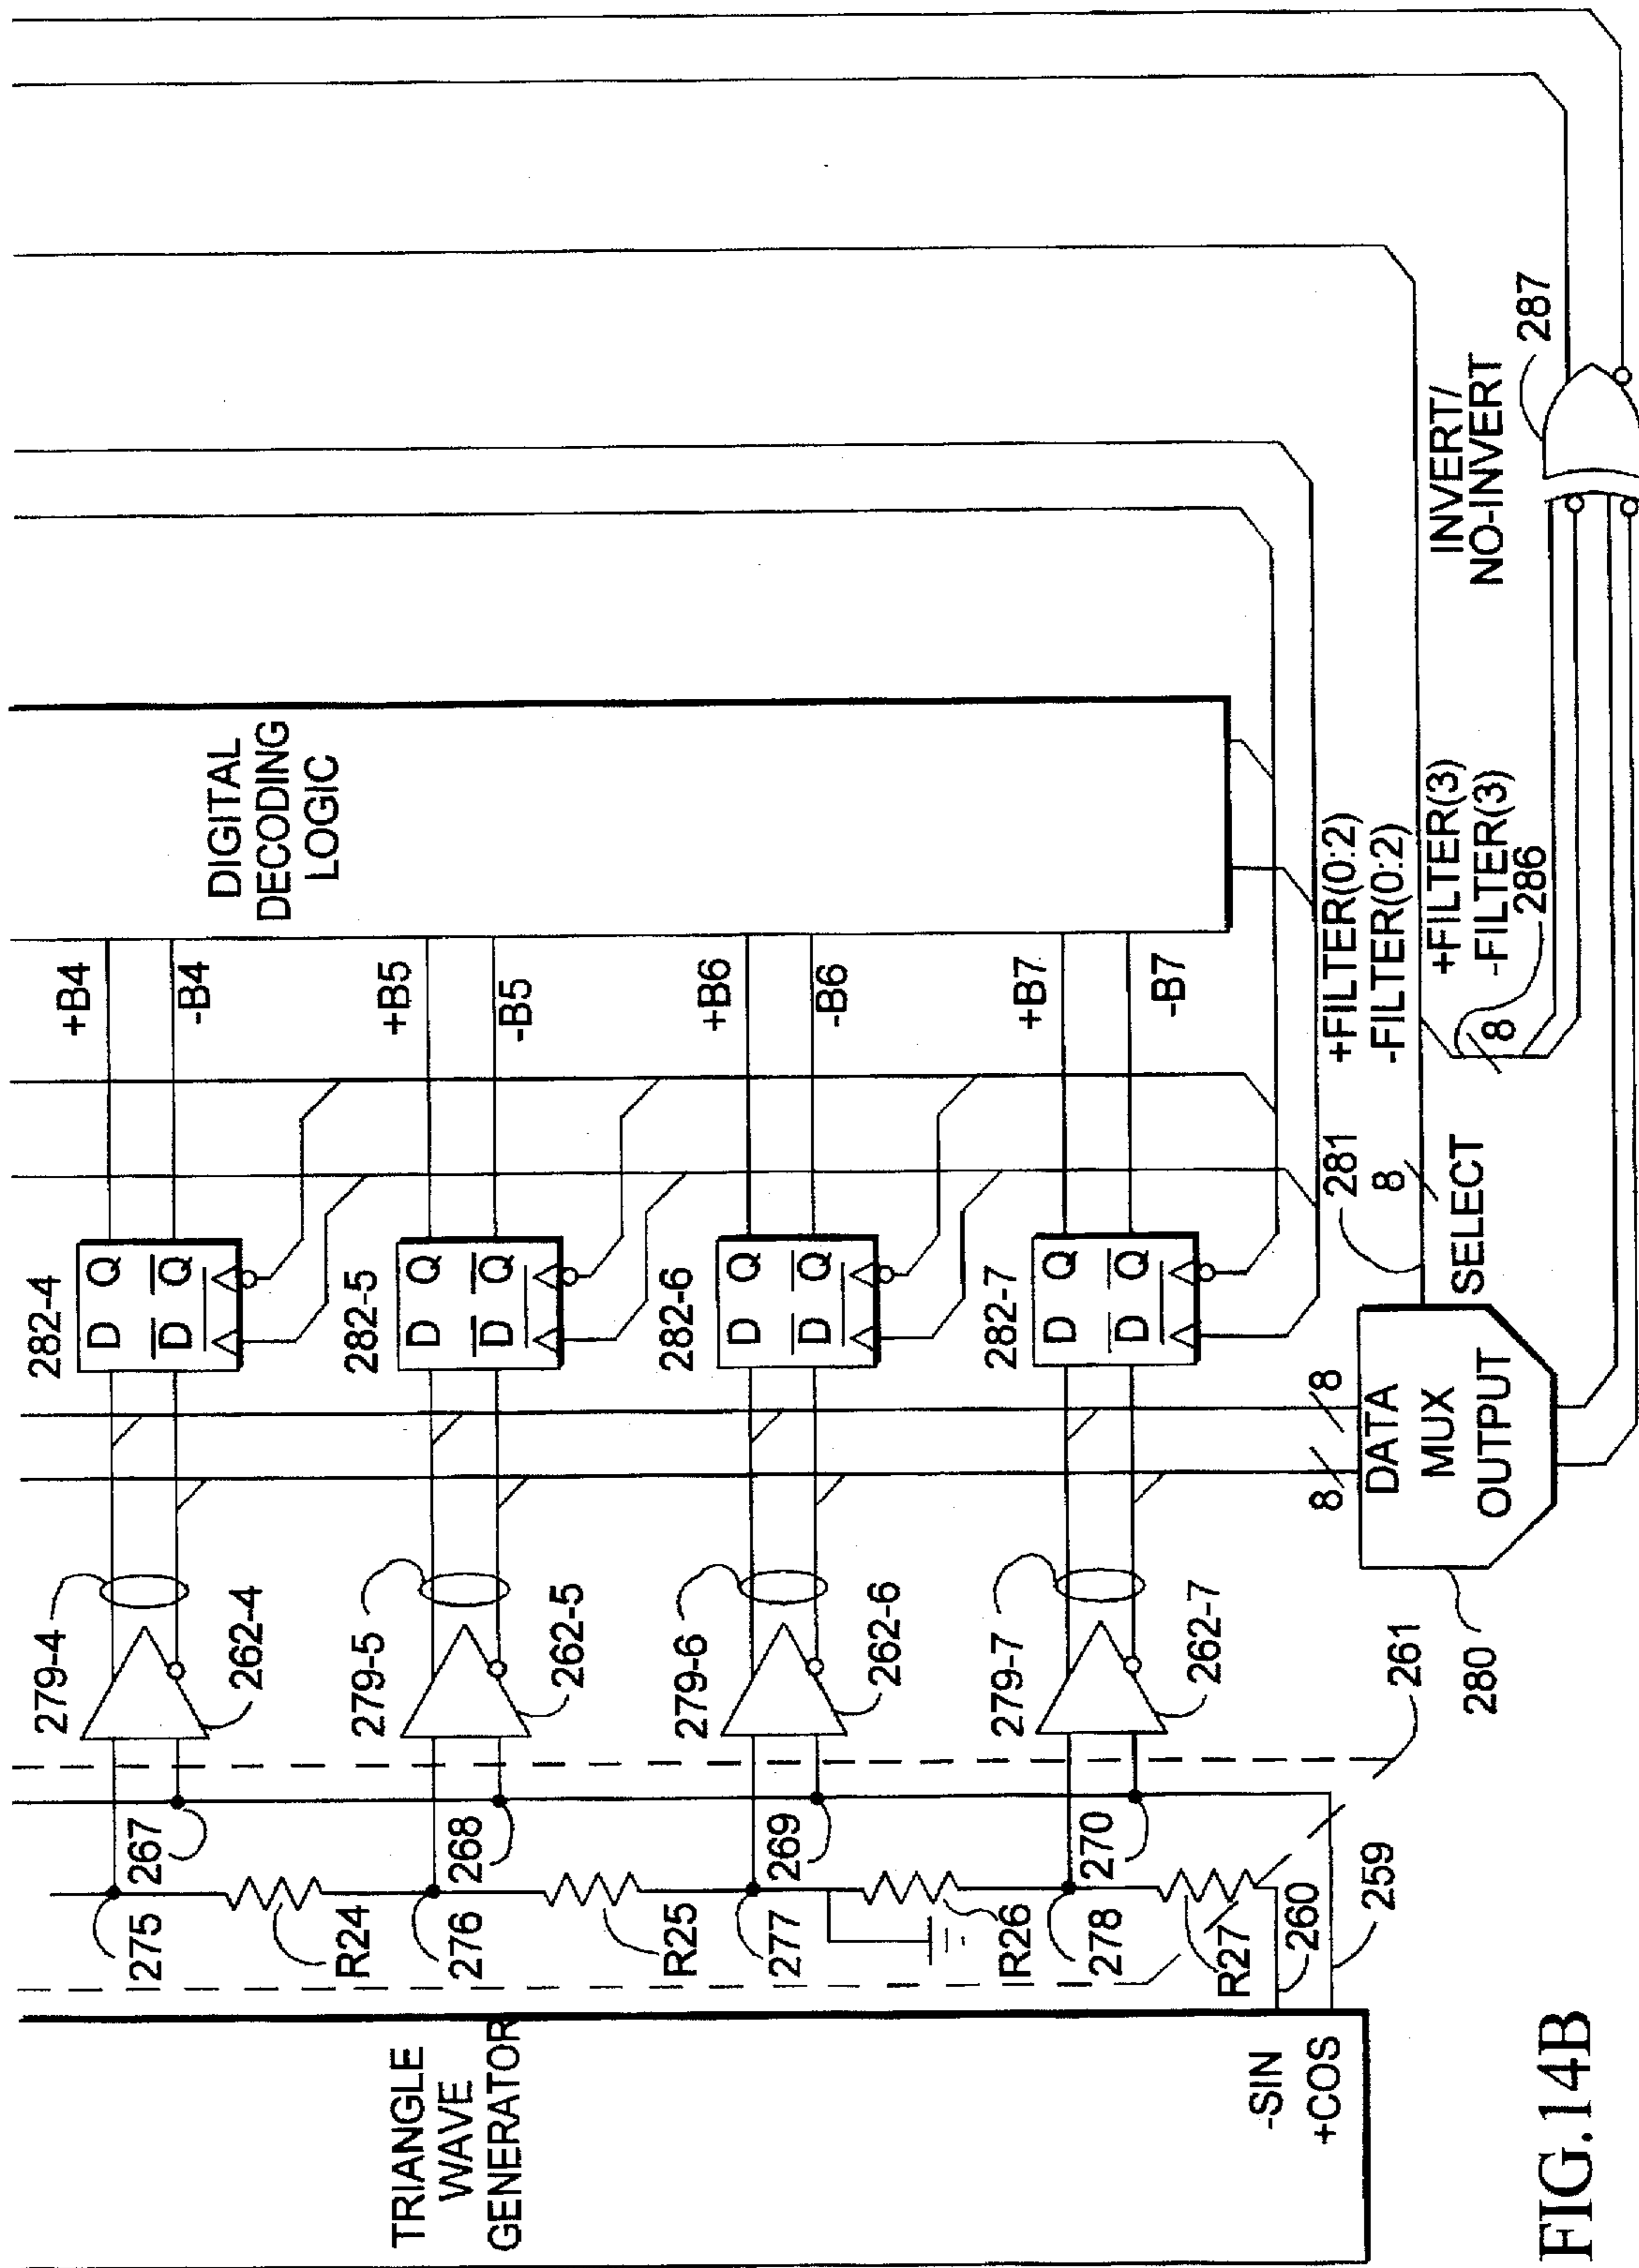 TRIANGLE
WAVE
GENERATOR
-SIN
+COS
275
R24
276
R25
277
R26
278
R27
260
259
267
268
269
270
261
279-4
262-4
279-5
262-5
279-6
262-6
279-7
262-7
280
8
8
DATA
MUX
OUTPUT
SELECT
281
8
282-4
D Q
D Q
282-5
D Q
D Q
282-6
D Q
D Q
282-7
D Q
D Q
+B4
-B4
+B5
-B5
+B6
-B6
+B7
-B7
DIGITAL
DECODING
LOGIC
+FILTER(0:2)
-FILTER(0:2)
+FILTER(3)
-FILTER(3)
286
8
INVERT/
NO-INVERT
287
FIG.14B